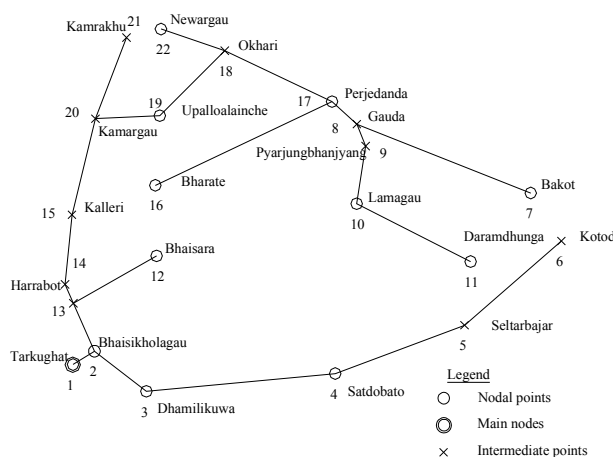 21
Kamrakhu
Newargau
22
Okhari
18
20
19
Upalloalainche
Kamargau
17
Perjedanda
8
Gauda
9
Pyarjungbhanjyang
Bharate
16
Bakot
7
15
Kalleri
Lamagau
10
Daramdhunga
Kotod
6
11
Bhaisara
12
14
Harrabot
13
Bhaisikholagau
Tarkughat
1
2
3
Dhamilikuwa
4
Satdobato
5
Seltarbajar
Legend
Nodal points
Main nodes
Intermediate points